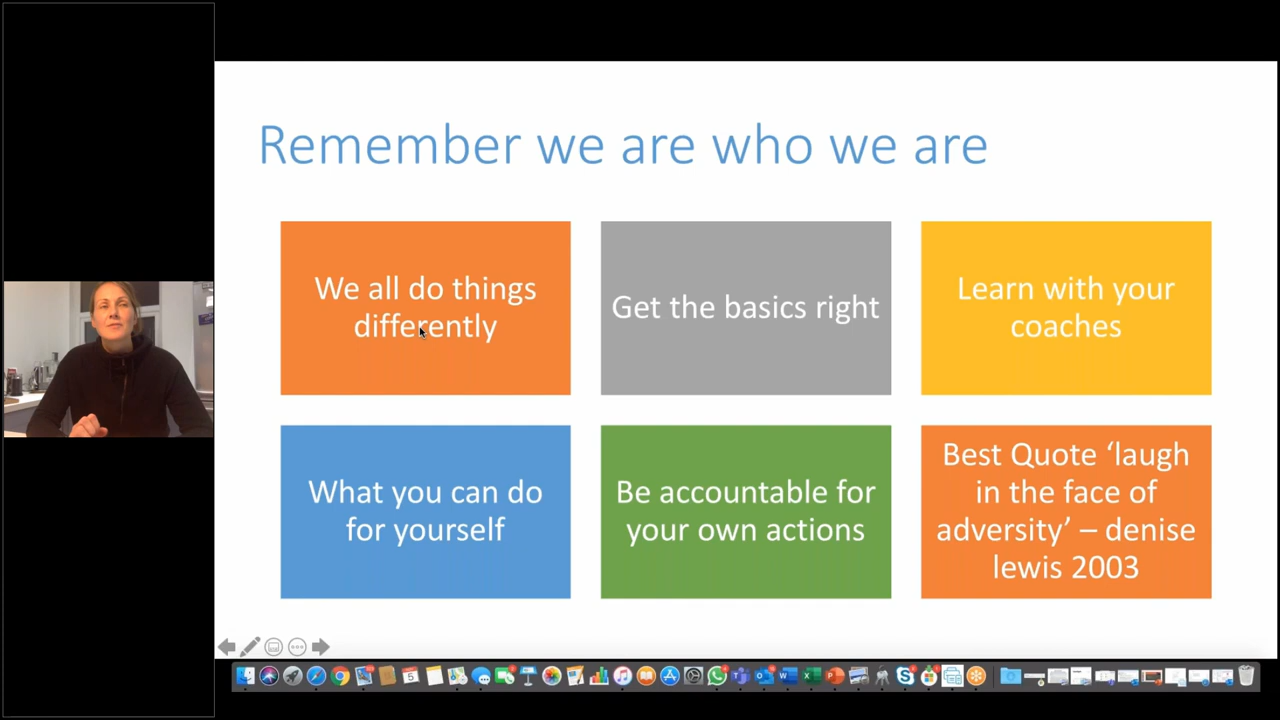 Remember we are who we are
We all do things
differently
Get the basics right
Learn with your
coaches
What you can do
for yourself
Be accountable for
your own actions
Best Quote ‘laugh
in the face of
adversity’ – denise
lewis 2003
5